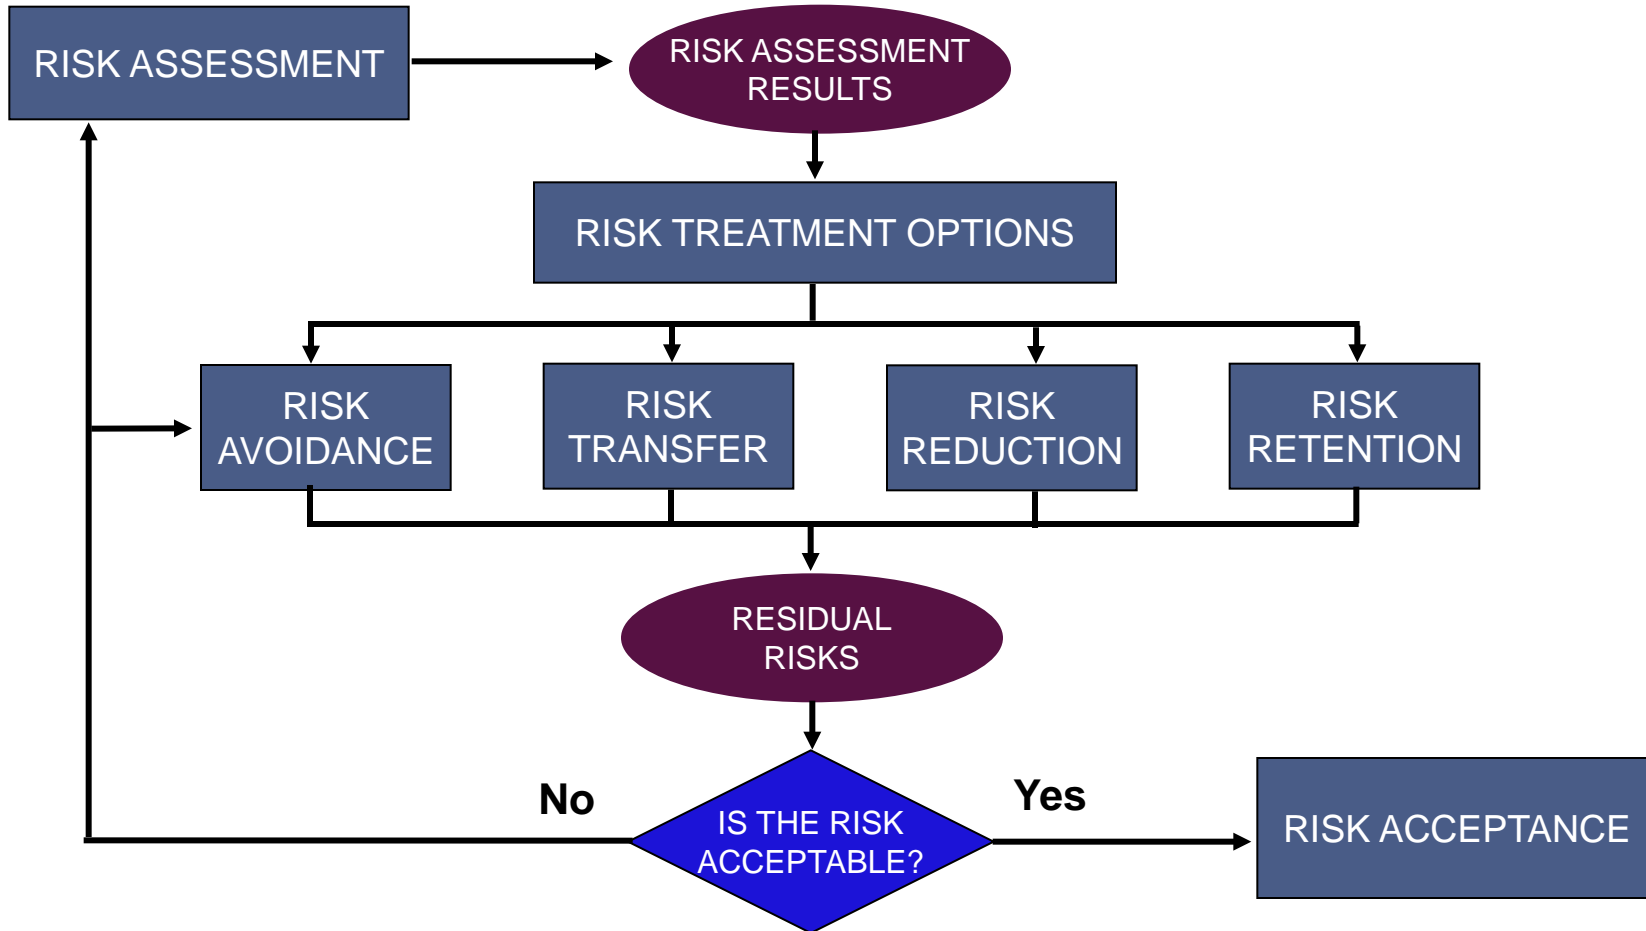 RISK ASSESSMENT
RISK ASSESSMENT
RESULTS
RISK TREATMENT OPTIONS
RISK
AVOIDANCE
RISK
TRANSFER
RISK
REDUCTION
RISK
RETENTION
RESIDUAL
RISKS
No
Yes
IS THE RISK
ACCEPTABLE?
RISK ACCEPTANCE